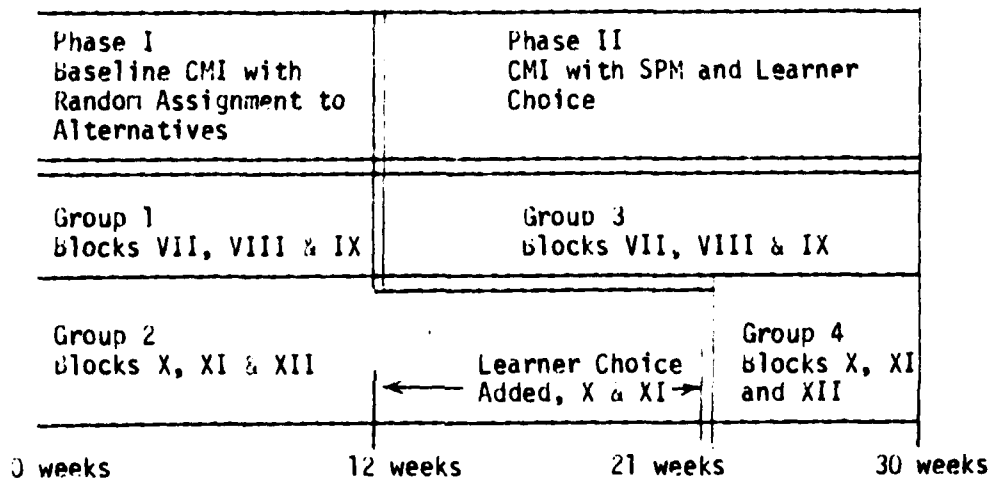 Phase I
Baseline CMI with
Random Assignment to
Alternatives
Phase II
CMI with SPM and Learner
Choice
Group 1
Blocks VII, VIII & IX
Group 3
Blocks VII, VIII & IX
Group 2
Blocks X, XI & XII
Learner Choice
Added, X & XI
Group 4
Blocks X, XI
and XII
0 weeks
12 weeks
21 weeks
30 weeks